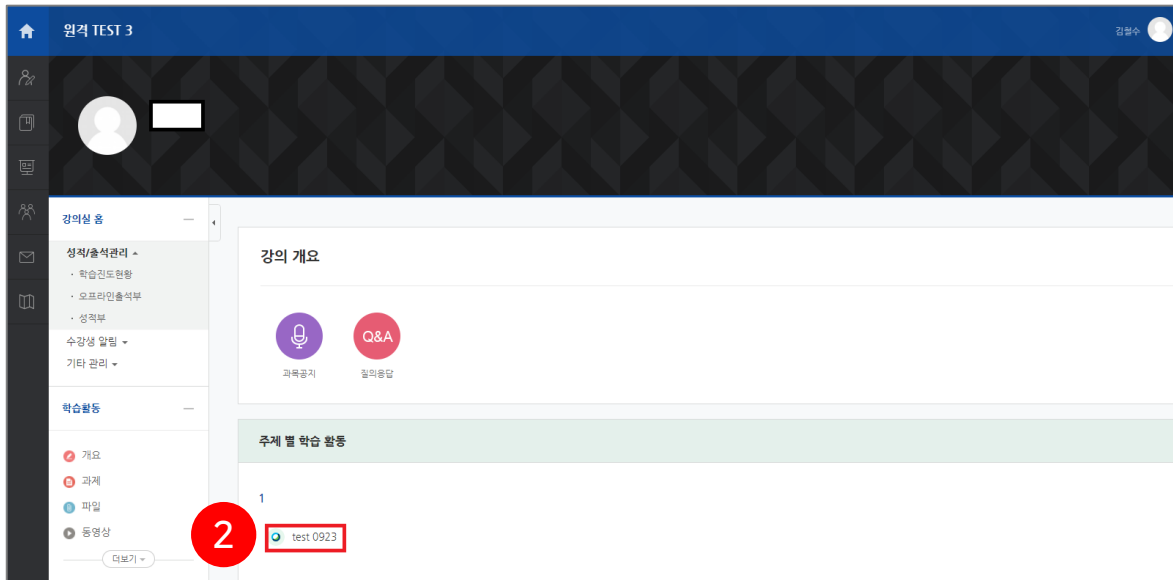 원격 TEST 3
김철수
강의실 홈
성적/출석관리
· 학습진도현황
· 오프라인출석부
· 성적부
수강생 알림
기타 관리
학습활동
개요
과제
파일
동영상
더보기
강의 개요
Q&A
과목공지
질의응답
주제 별 학습 활동
1
2
test 0923